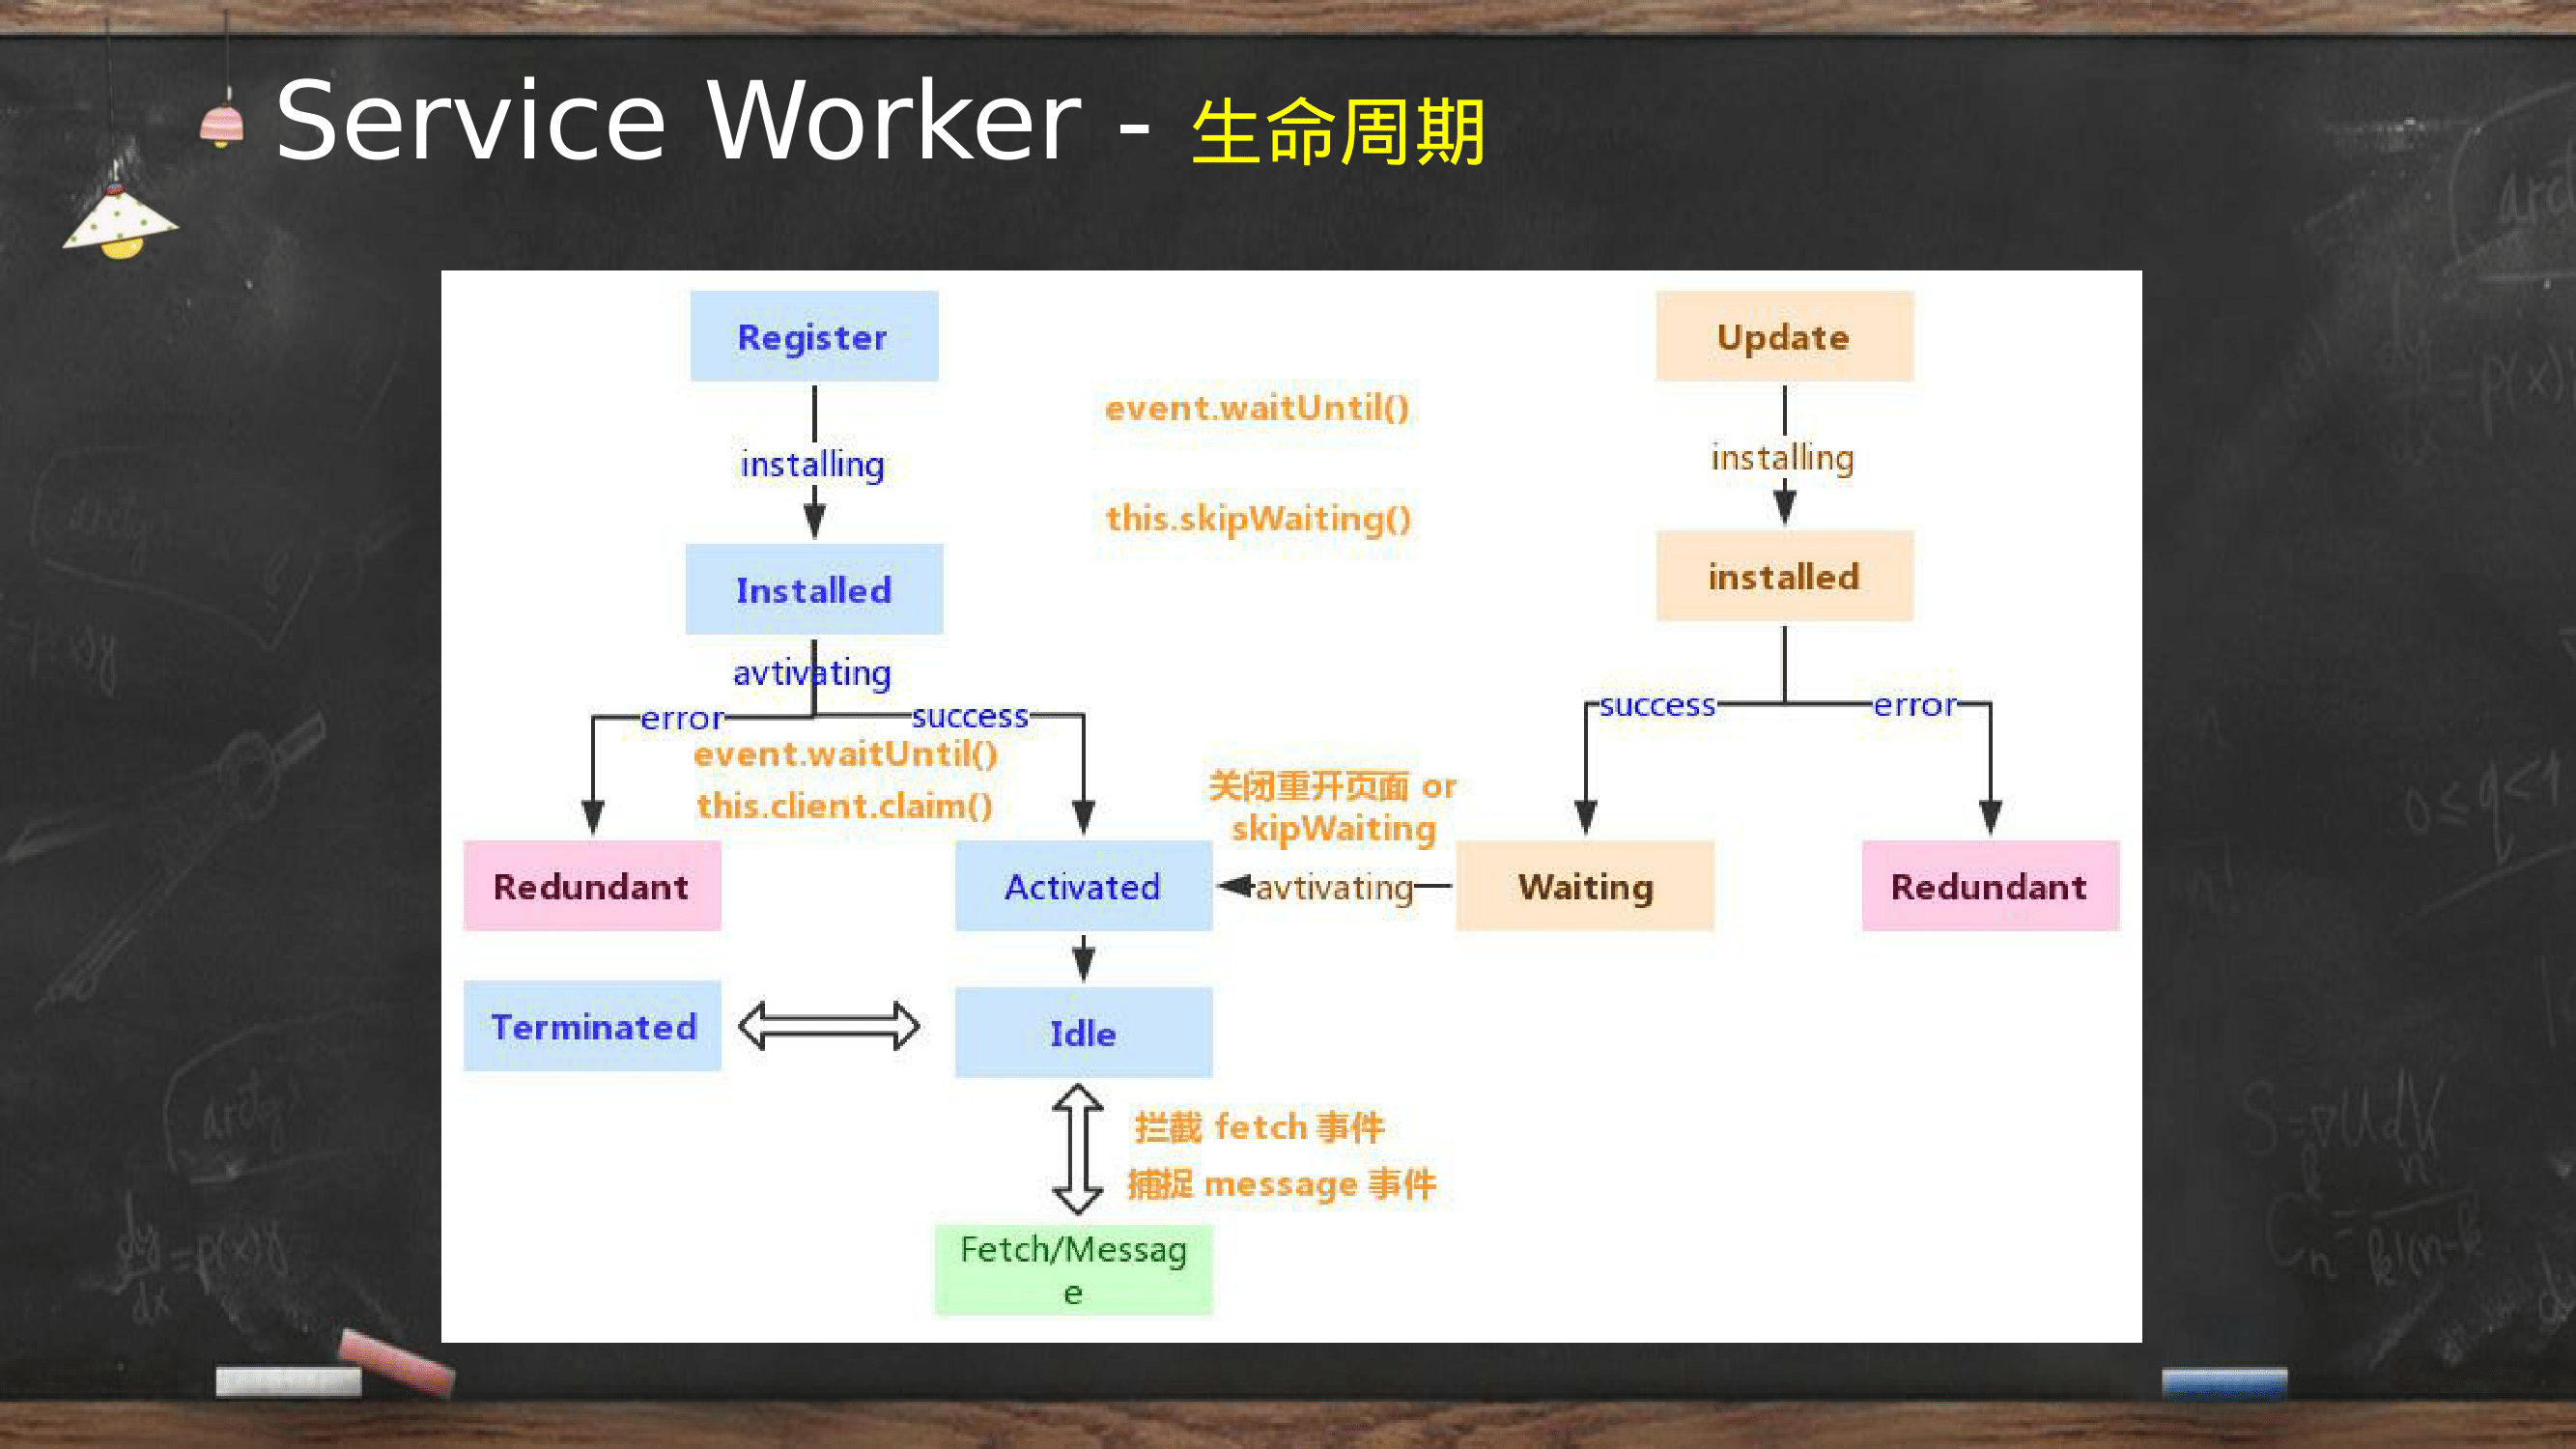 Service Worker - 生命周期
Register
Update
event.waitUntil()
installing
installing
this.skipWaiting()
Installed
installed
avtivating
error
success
success
error
event.waitUntil()
this.client.claim()
关闭重开页面 or
skipWaiting
Redundant
Activated
avtivating
Waiting
Redundant
Terminated
Idle
拦截 fetch 事件
捕捉 message 事件
Fetch/Messag
e